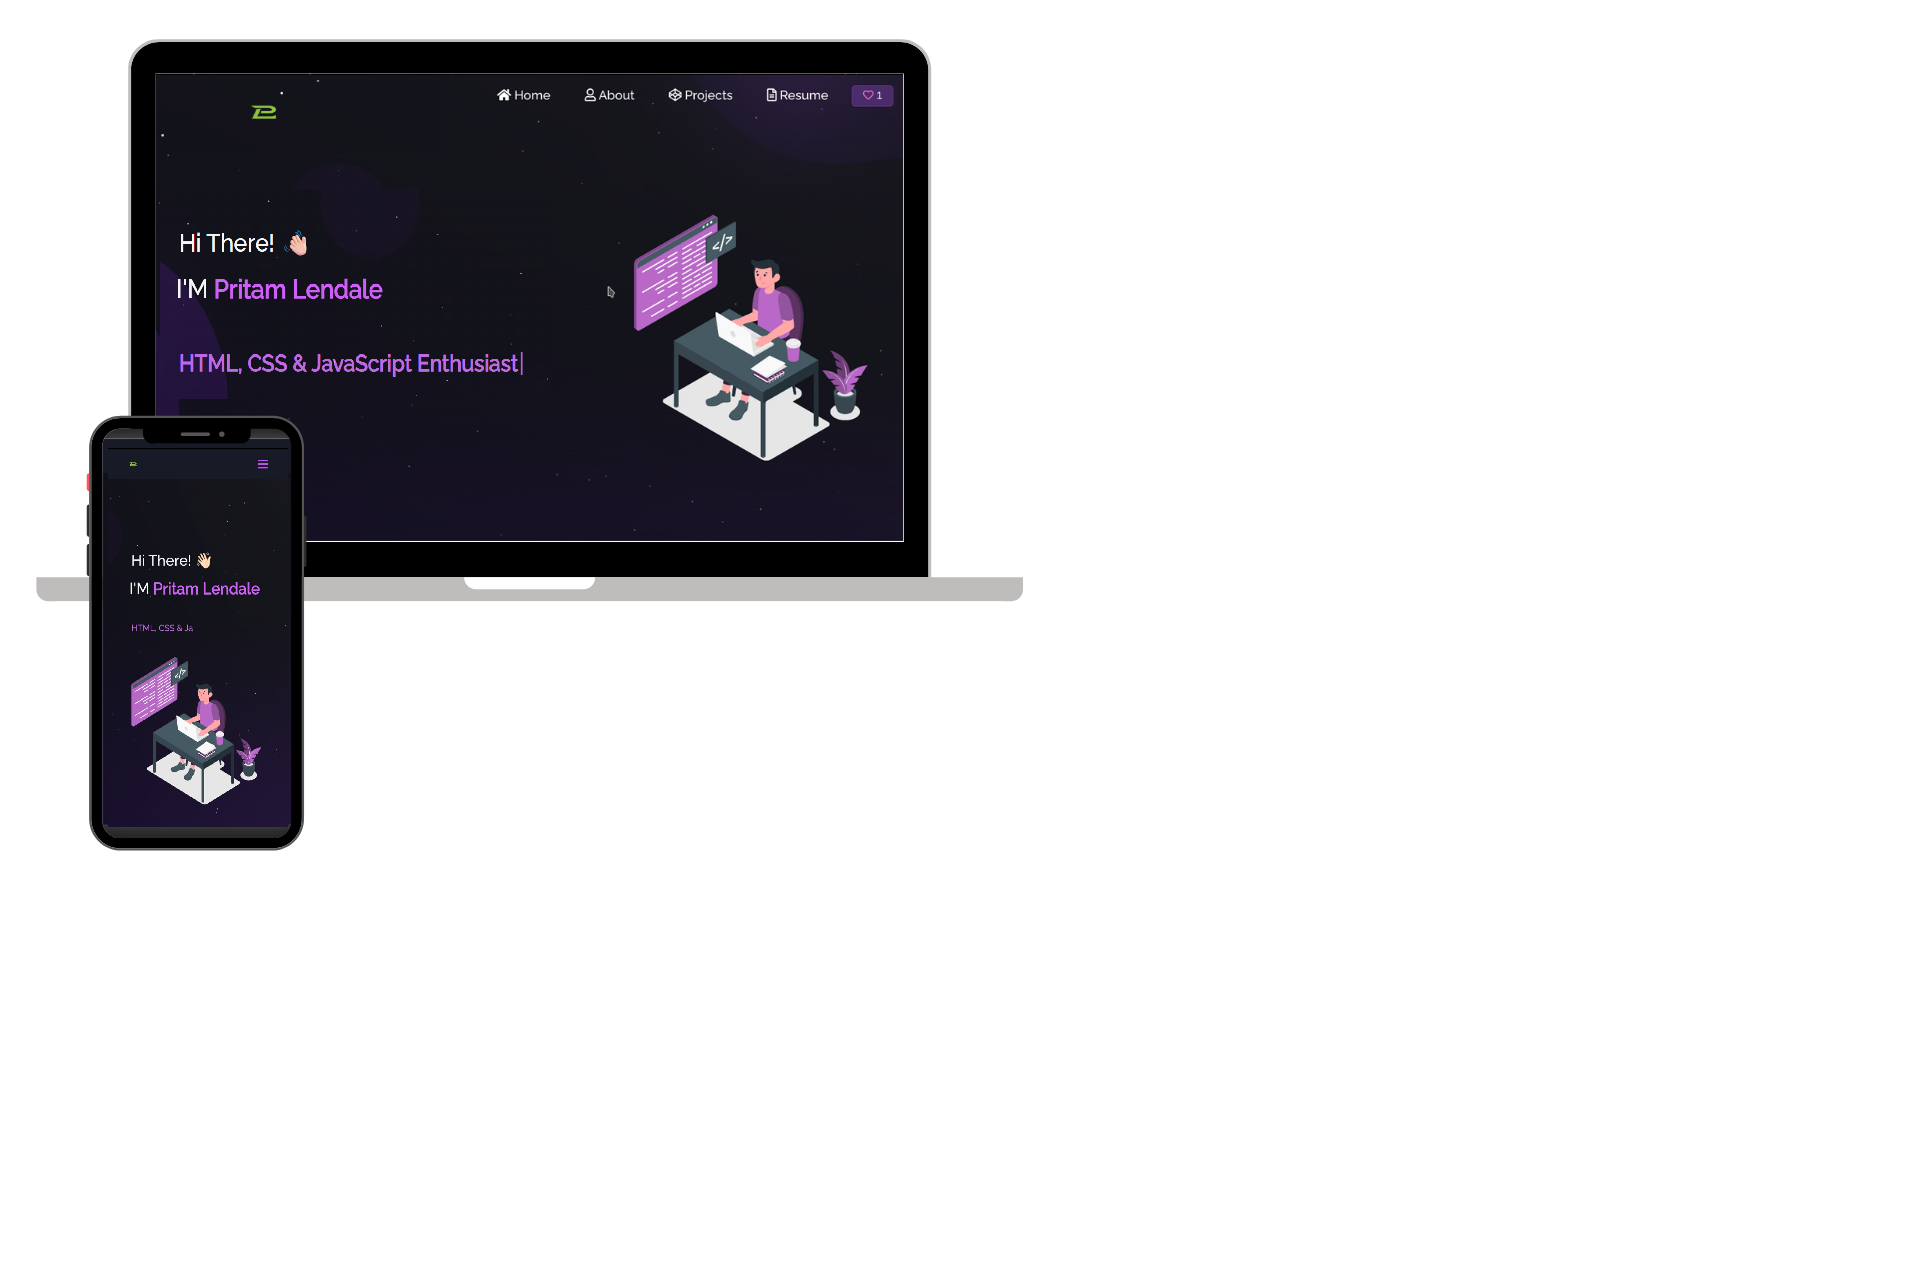 Home About Projects Resume 1
Hi There! 👋🏻
I'M Pritam Lendale
HTML, CSS & JavaScript Enthusiast|
</>
Hi There! 👋🏻
I'M Pritam Lendale
HTML, CSS & Ja
</>